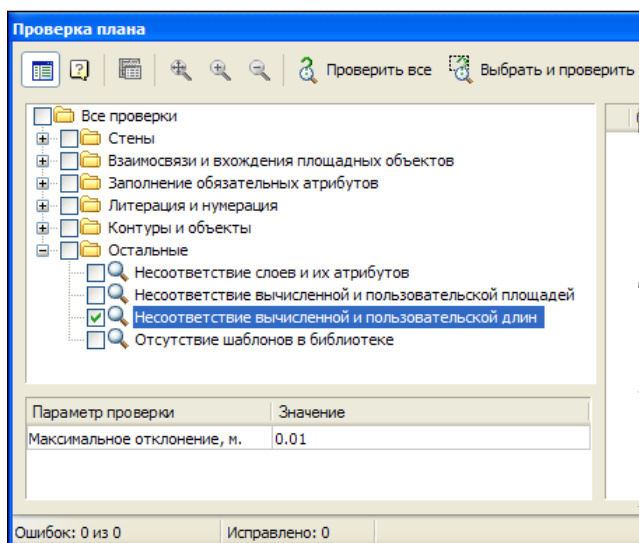 Проверка плана
Проверить все Выбрать и проверить
Все проверки
Стены
Взаимосвязи и вхождения площадных объектов
Заполнение обязательных атрибутов
Литерация и нумерация
Контуры и объекты
Остальные
Несоответствие слоев и их атрибутов
Несоответствие вычисленной и пользовательской площадей
Несоответствие вычисленной и пользовательской длин
Отсутствие шаблонов в библиотеке
Параметр проверки Значение
Максимальное отклонение, м. 0.01
Ошибок: 0 из 0 Исправлено: 0